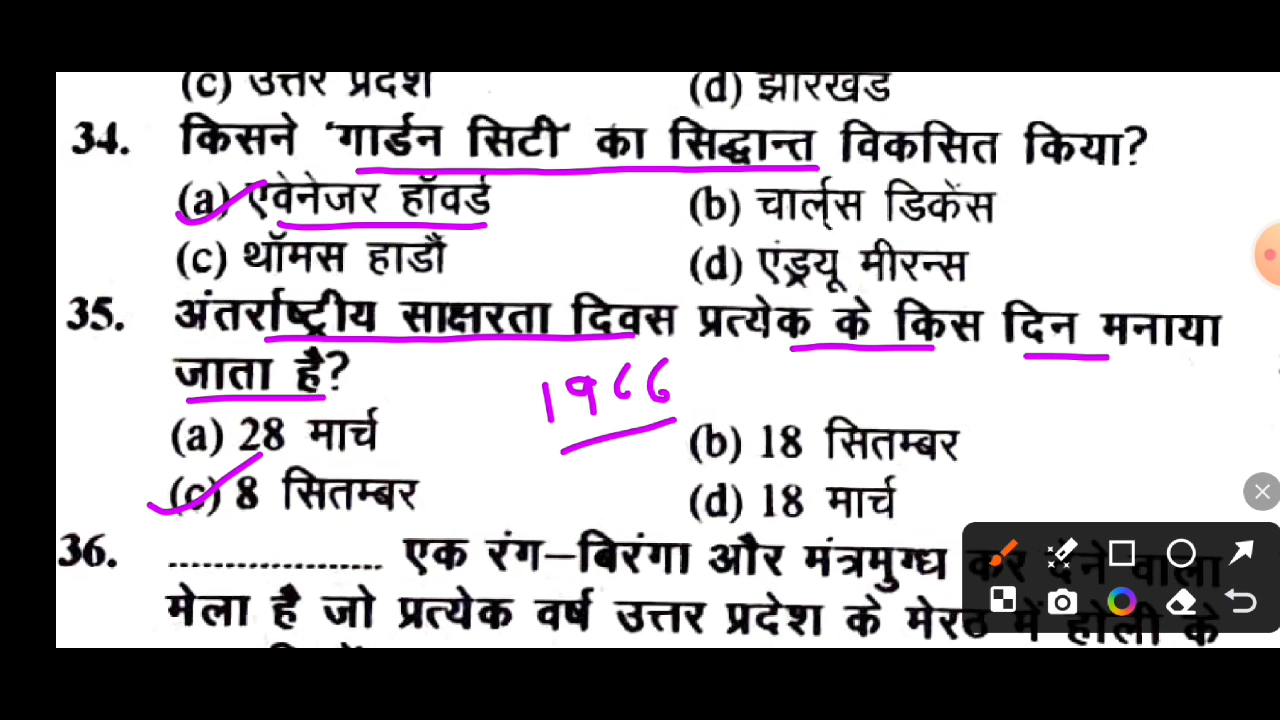 (c) उत्तर प्रदेश (d) झारखंड
34. किसने 'गार्डन सिटी' का सिद्धान्त विकसित किया?
(a) एवेनेजर हॉवर्ड (b) चार्ल्स डिकेंस
(c) थॉमस हार्डी (d) एंड्रयू मीरन्स
35. अंतर्राष्ट्रीय साक्षरता दिवस प्रत्येक के किस दिन मनाया
जाता है?
1966
(a) 28 मार्च (b) 18 सितम्बर
(c) 8 सितम्बर (d) 18 मार्च
36. .................... एक रंग-बिरंगा और मंत्रमुग्ध कर देने वाला
मेला है जो प्रत्येक वर्ष उत्तर प्रदेश के मेरठ में होली के